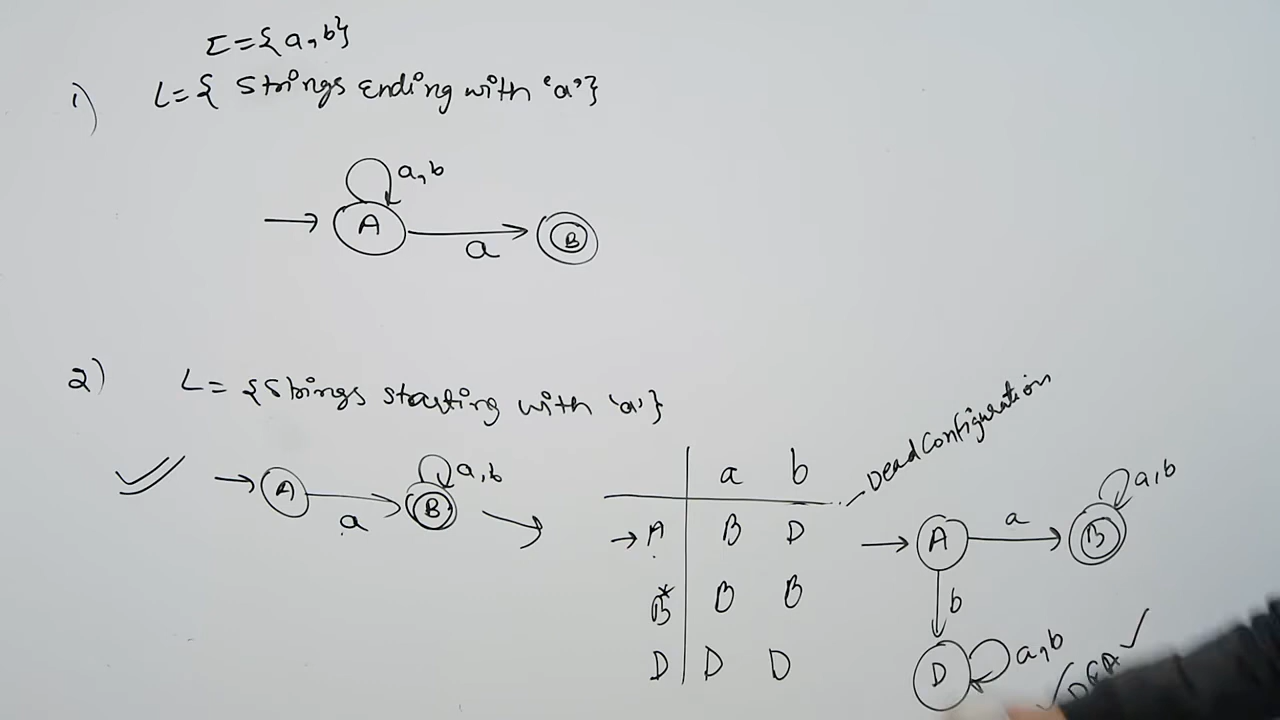 Σ={a,b}
1) L={ Strings Ending with 'a'}
a,b
A
a
B
2) L= {Strings starting with 'a'}
A
a
B
a,b
a b
Dead Configuration
→A B D
B* B B
D D D
A
a
B
a,b
b
D
a,b
DFA